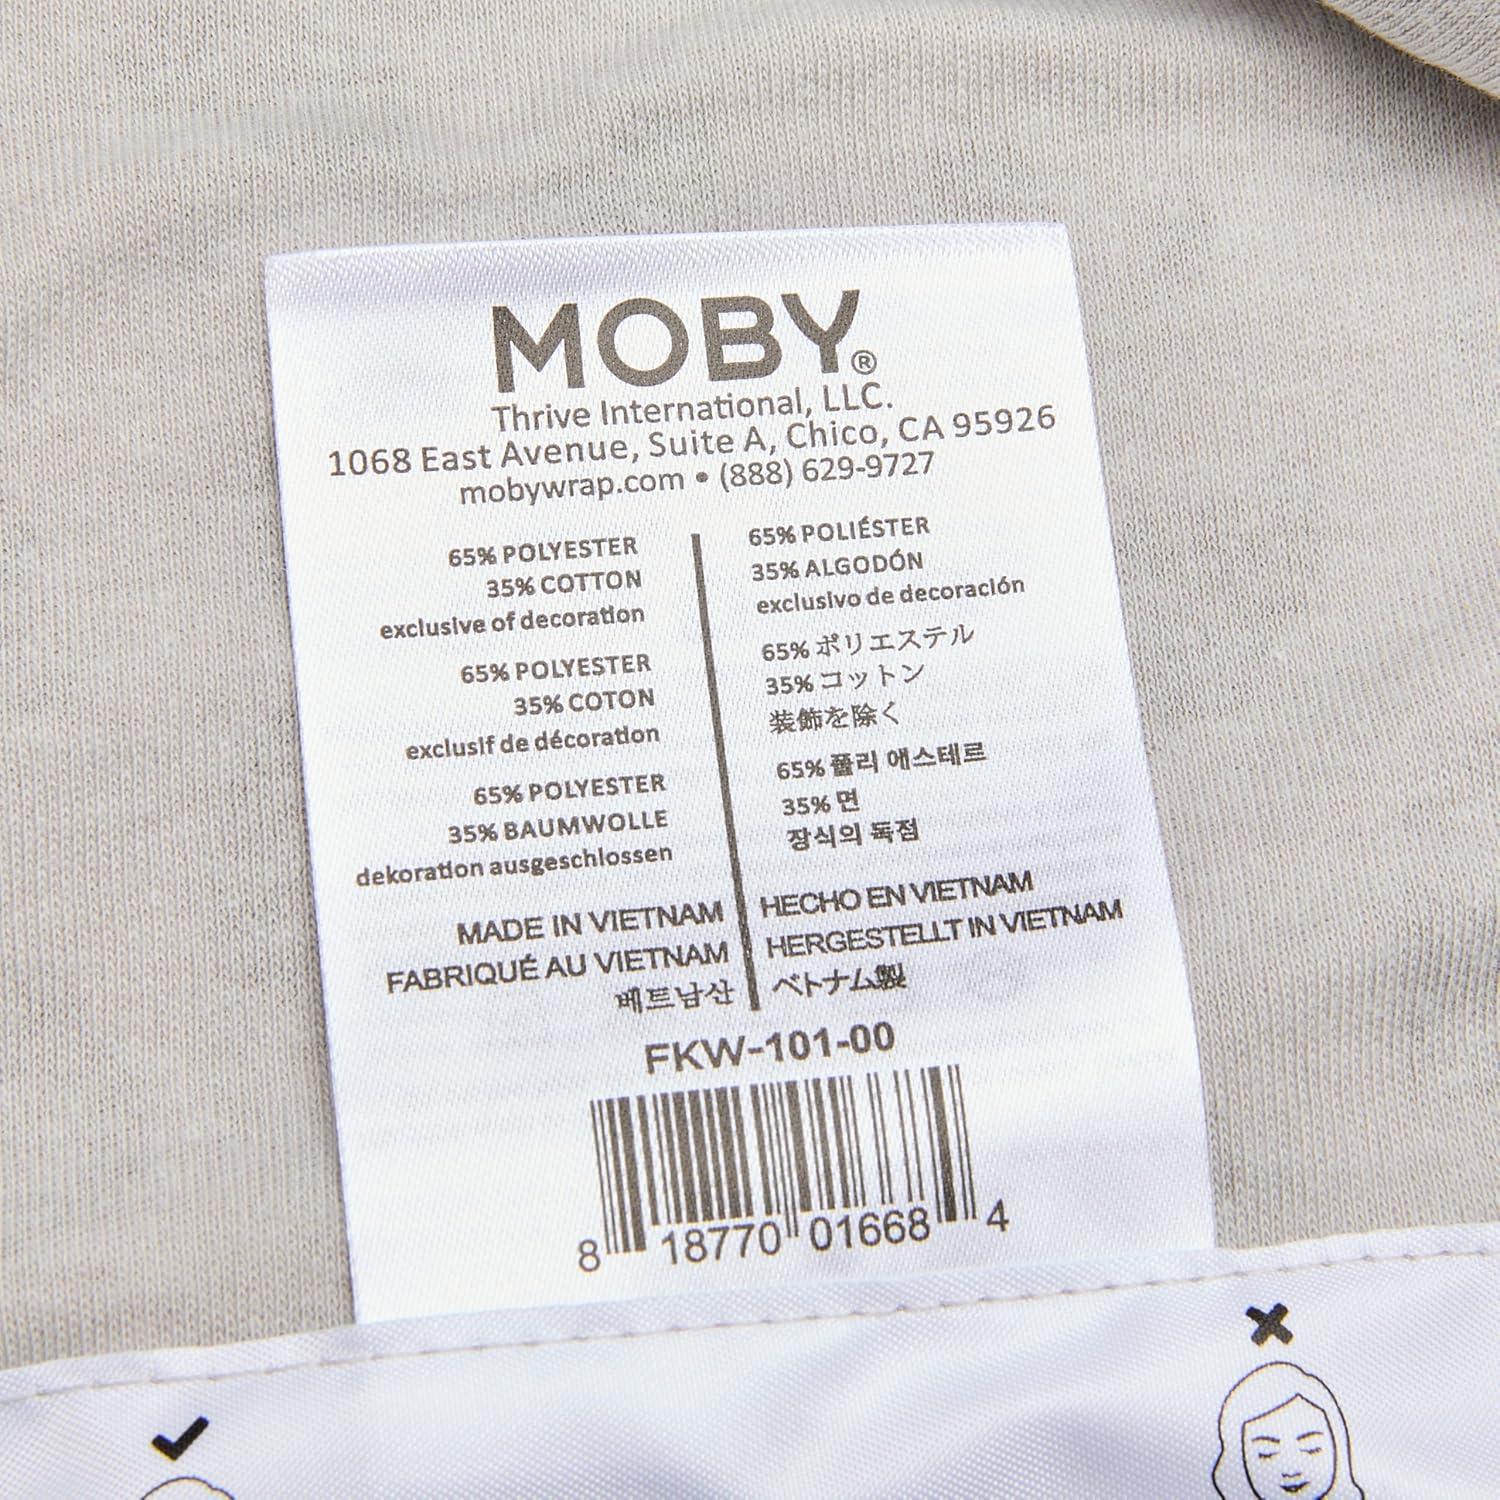 MOBY®
Thrive International, LLC.
1068 East Avenue, Suite A, Chico, CA 95926
mobywrap.com • (888) 629-9727
65% POLYESTER
35% COTTON
exclusive of decoration
65% POLYESTER
35% COTON
exclusif de décoration
65% POLYESTER
35% BAUMWOLLE
dekoration ausgeschlossen
MADE IN VIETNAM
FABRIQUÉ AU VIETNAM
베트남산
65% POLIÉSTER
35% ALGODÓN
exclusivo de decoración
65% ポリエステル
35% コットン
装飾を除く
65% 폴리 에스테르
35% 면
장식의 독점
HECHO EN VIETNAM
HERGESTELLT IN VIETNAM
ベトナム製
FKW-101-00
8 18770 01668 4